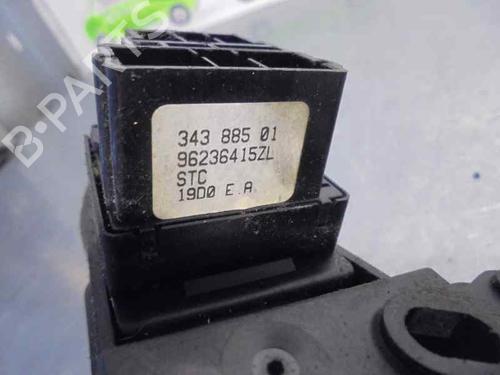 B-PARTS
343 885 01
96236415ZL
STC
19D0 E.A